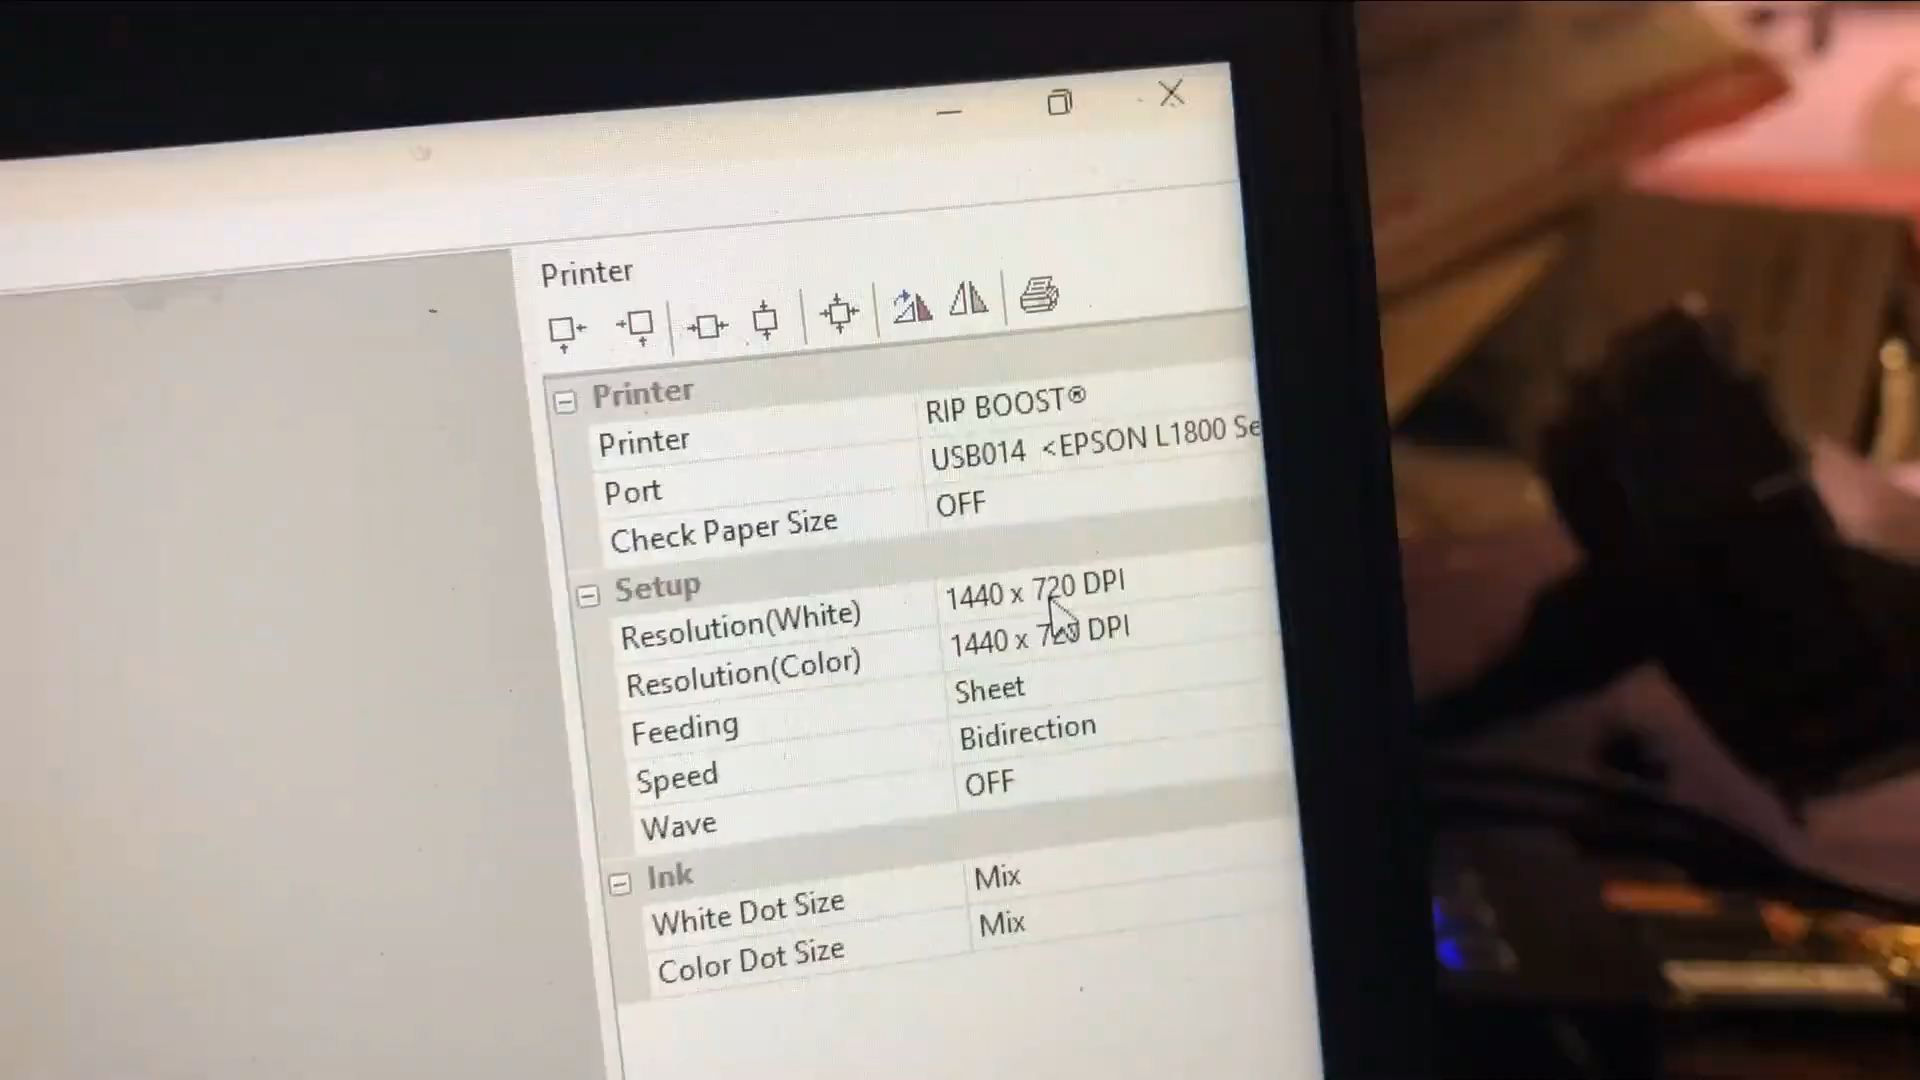 Printer
Printer
Printer RIP BOOST®
Port USB014 <EPSON L1800 Se
Check Paper Size OFF
Setup
Resolution(White) 1440 x 720 DPI
Resolution(Color) 1440 x 720 DPI
Feeding Sheet
Speed Bidirection
Wave OFF
Ink
White Dot Size Mix
Color Dot Size Mix